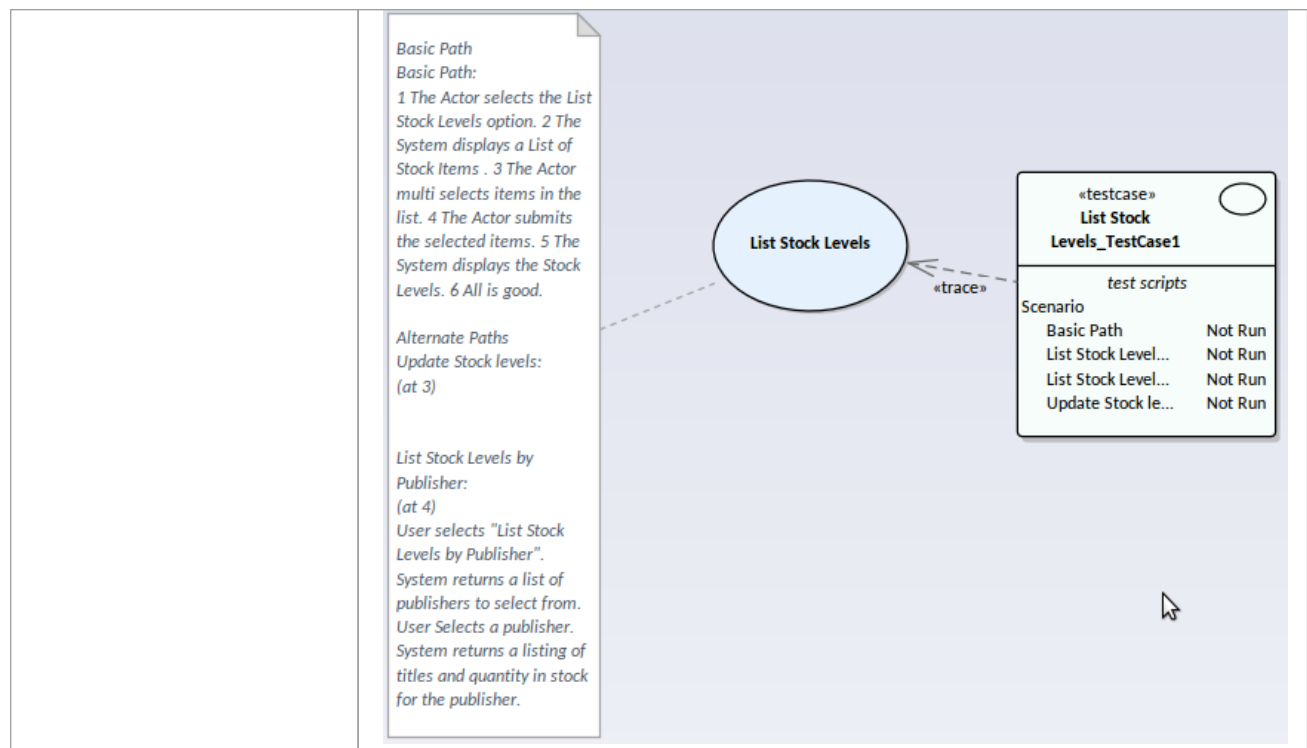 Basic Path
Basic Path:
1 The Actor selects the List
Stock Levels option. 2 The
System displays a List of
Stock Items . 3 The Actor
multi selects items in the
list. 4 The Actor submits
the selected items. 5 The
System displays the Stock
Levels. 6 All is good.
Alternate Paths
Update Stock levels:
(at 3)
List Stock Levels by
Publisher:
(at 4)
User selects "List Stock
Levels by Publisher".
System returns a list of
publishers to select from.
User Selects a publisher.
System returns a listing of
titles and quantity in stock
for the publisher.
List Stock Levels
«trace»
«testcase»
List Stock
Levels_TestCase1
test scripts
Scenario
Basic Path Not Run
List Stock Level... Not Run
List Stock Level... Not Run
Update Stock le... Not Run